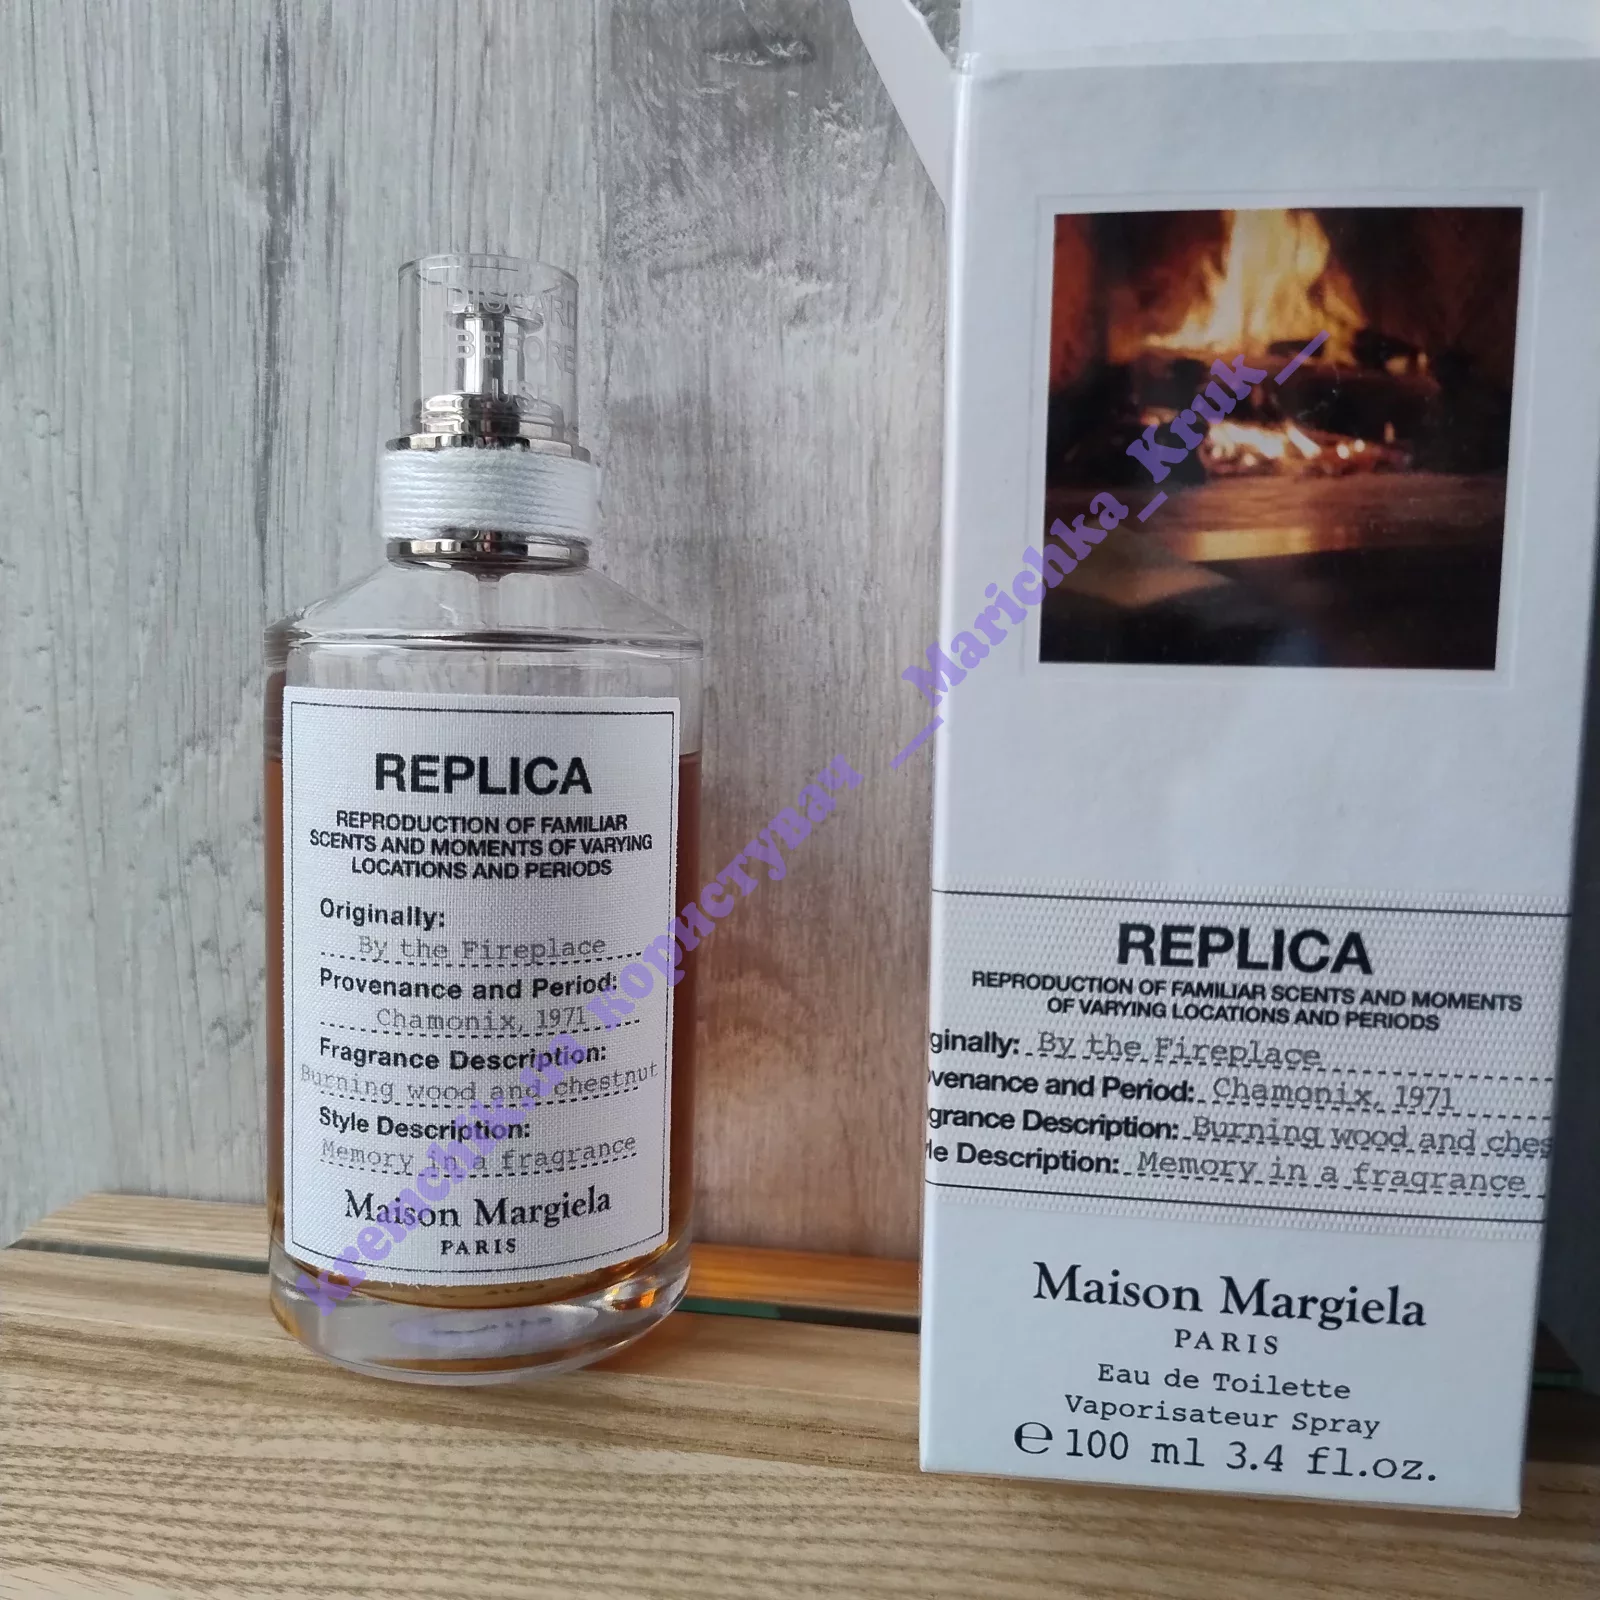 DISCARD
BEFORE
REPLICA
REPRODUCTION OF FAMILIAR
SCENTS AND MOMENTS OF VARYING
LOCATIONS AND PERIODS
Originally:
By the Fireplace
Provenance and Period:
Chamonix, 1971
Fragrance Description:
Burning wood and chestnut
Style Description:
Memory in a fragrance
Maison Margiela
PARIS
REPLICA
REPRODUCTION OF FAMILIAR SCENTS AND MOMENTS
OF VARYING LOCATIONS AND PERIODS
ginally: By the Fireplace
venance and Period: Chamonix, 1971
grance Description: Burning wood and ches
le Description: Memory in a fragrance
Maison Margiela
PARIS
Eau de Toilette
Vaporisateur Spray
℮ 100 ml 3.4 fl.oz.
користувач __Marichka_Kruk__